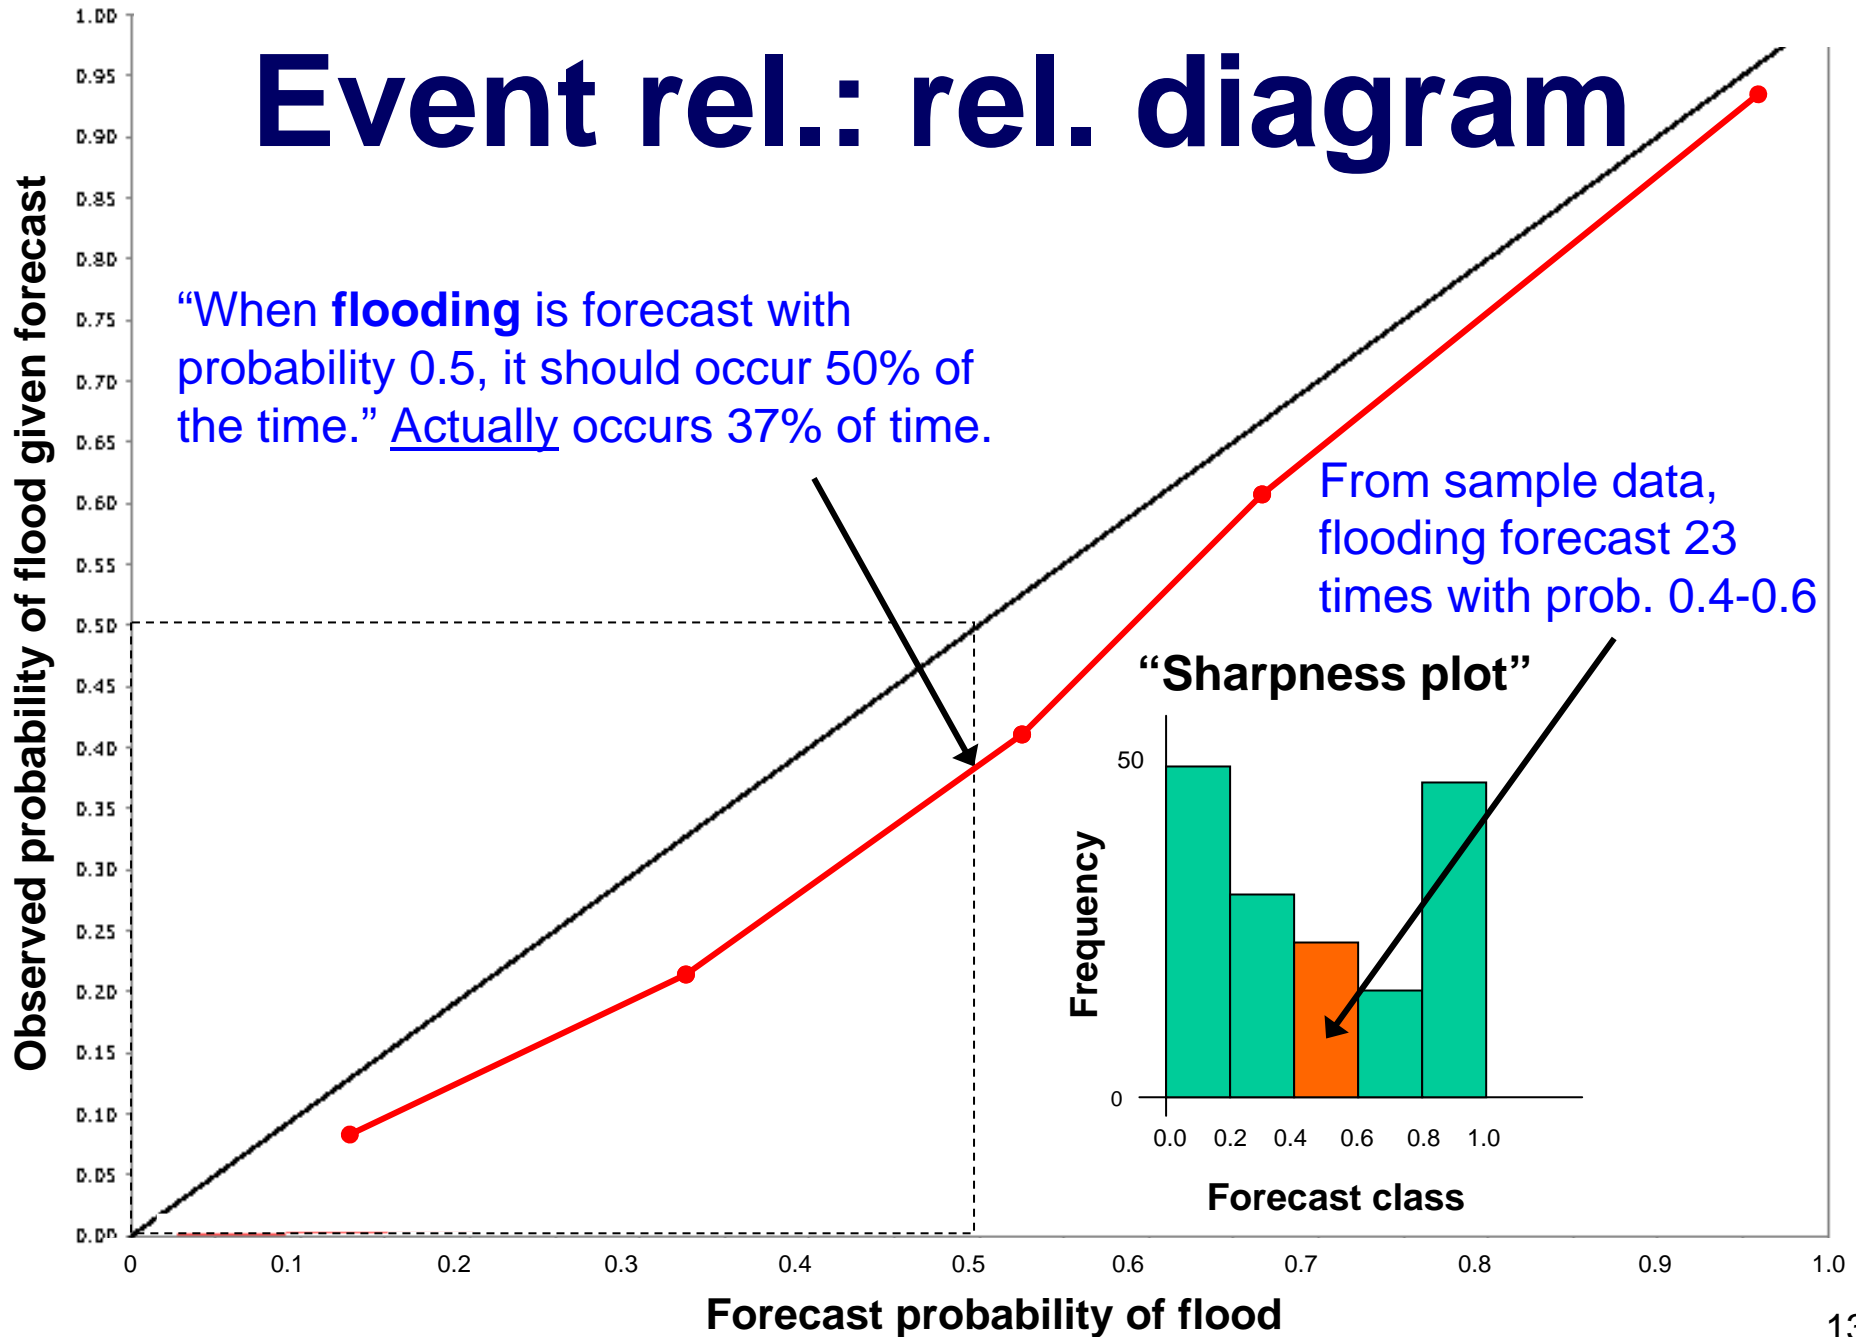 Event rel.: rel. diagram
Observed probability of flood given forecast
1.00
0.95
0.90
0.85
0.80
0.75
0.70
0.65
0.60
0.55
0.50
0.45
0.40
0.35
0.30
0.25
0.20
0.15
0.10
0.05
“When flooding is forecast with
probability 0.5, it should occur 50% of
the time.” Actually occurs 37% of time.
From sample data,
flooding forecast 23
times with prob. 0.4-0.6
“Sharpness plot”
Frequency
50
0
0.0 0.2 0.4 0.6 0.8 1.0
Forecast class
0 0.1 0.2 0.3 0.4 0.5 0.6 0.7 0.8 0.9 1.0
Forecast probability of flood